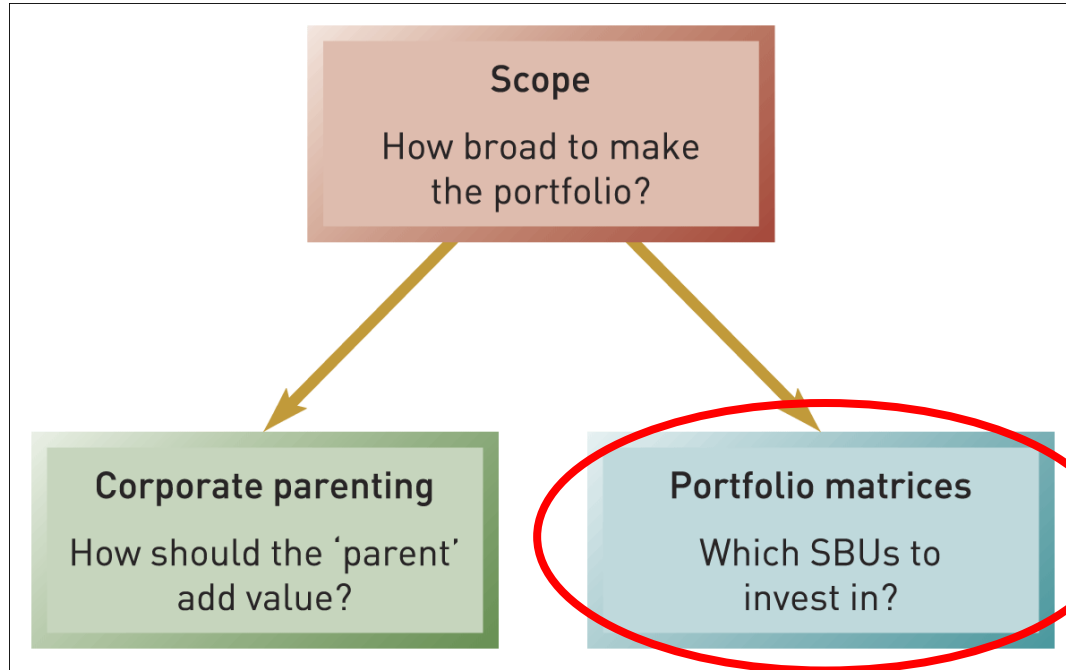 Scope
How broad to make
the portfolio?
Corporate parenting
How should the ‘parent’
add value?
Portfolio matrices
Which SBUs to
invest in?